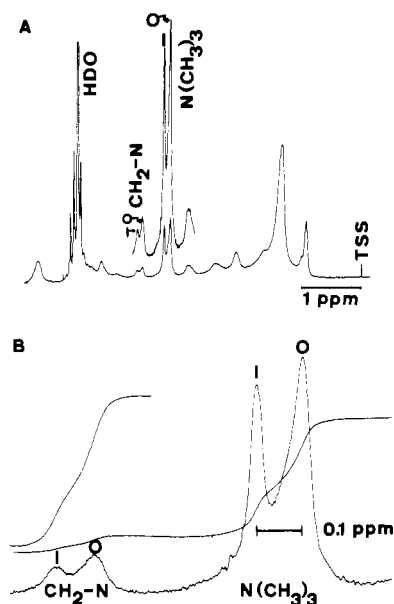 A
HDO
I O CH₂-N
I O N(CH₃)₃
TSS
1 ppm
B
I O
I O
0.1 ppm
CH₂-N
N(CH₃)₃